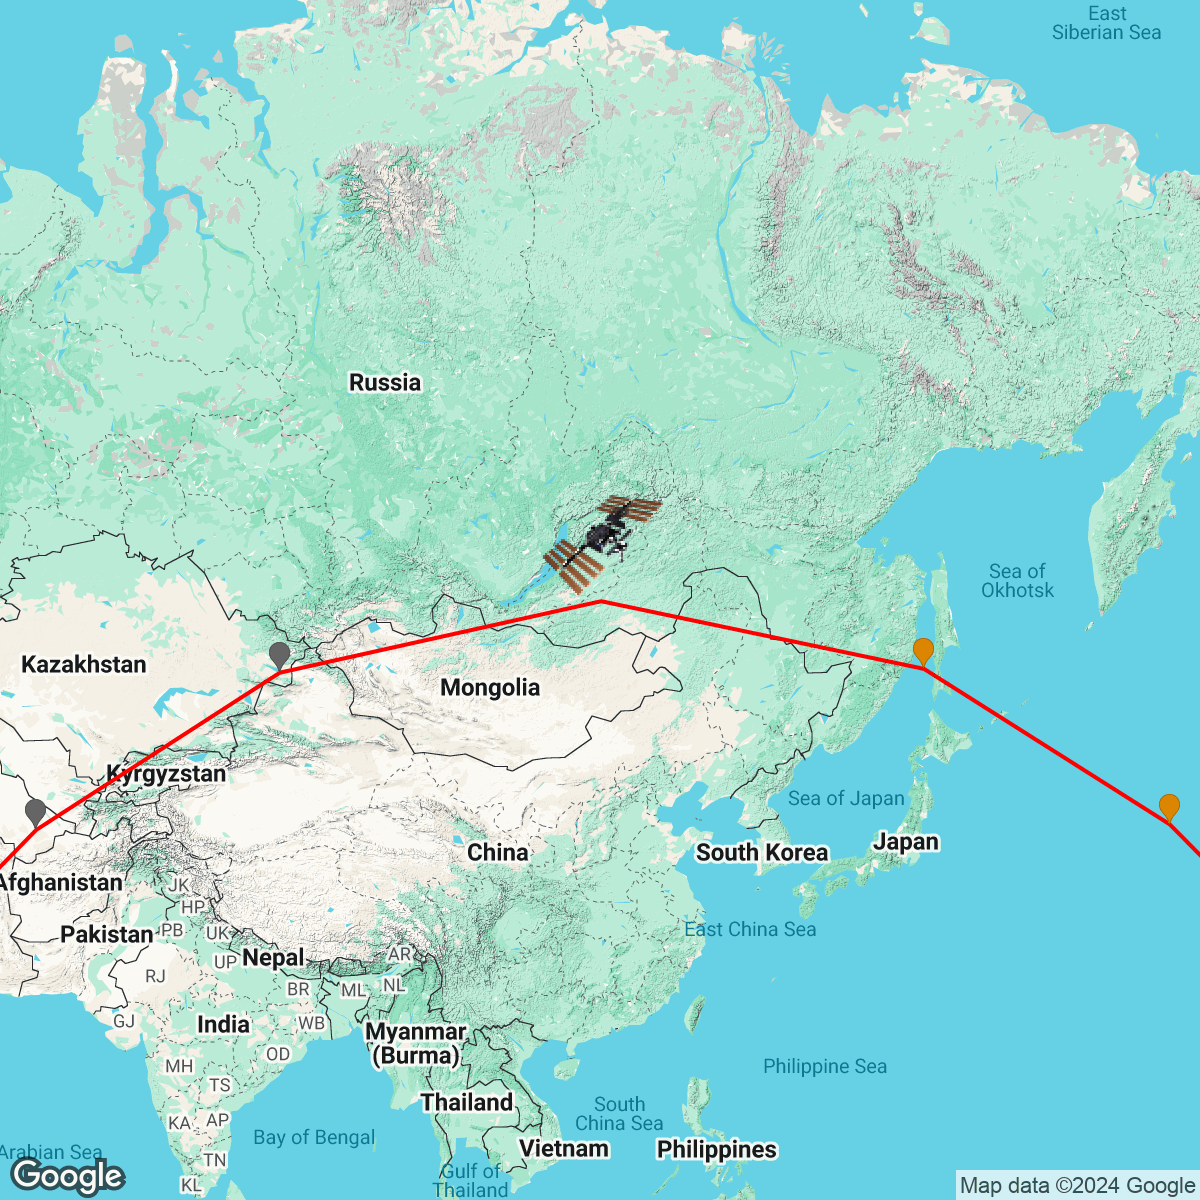 East
Siberian Sea
Russia
Sea of
Okhotsk
Kazakhstan
Mongolia
Kyrgyzstan
Sea of Japan
Japan
China
South Korea
Afghanistan
JK
HP
Pakistan
PB
UK
East China Sea
Nepal
UP
AR
RJ
BR
ML
NL
GJ
India
WB
Myanmar
(Burma)
OD
MH
Philippine Sea
TS
Thailand
South
China Sea
KA
AP
Bay of Bengal
Arabian Sea
Vietnam
Philippines
TN
KL
Gulf of
Thailand
Google
Map data ©2024 Google